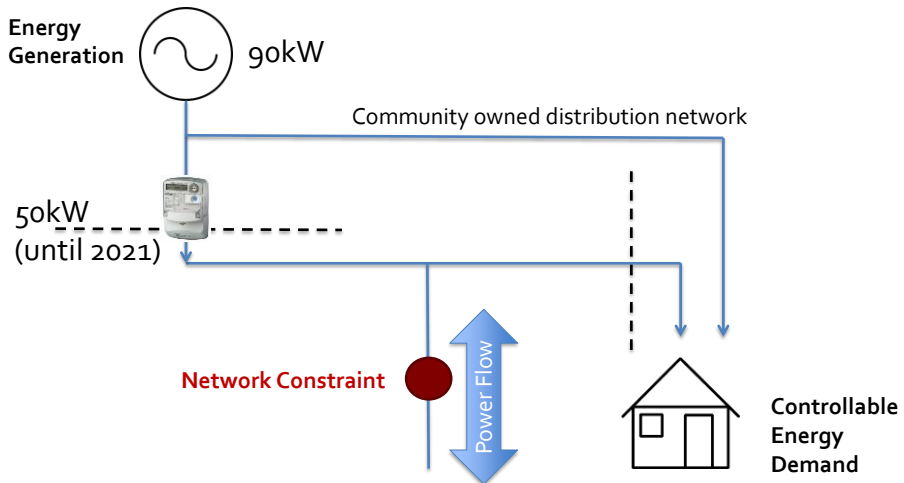 Energy
Generation
90kW
Community owned distribution network
50kW
(until 2021)
Network Constraint
Power Flow
Controllable
Energy
Demand